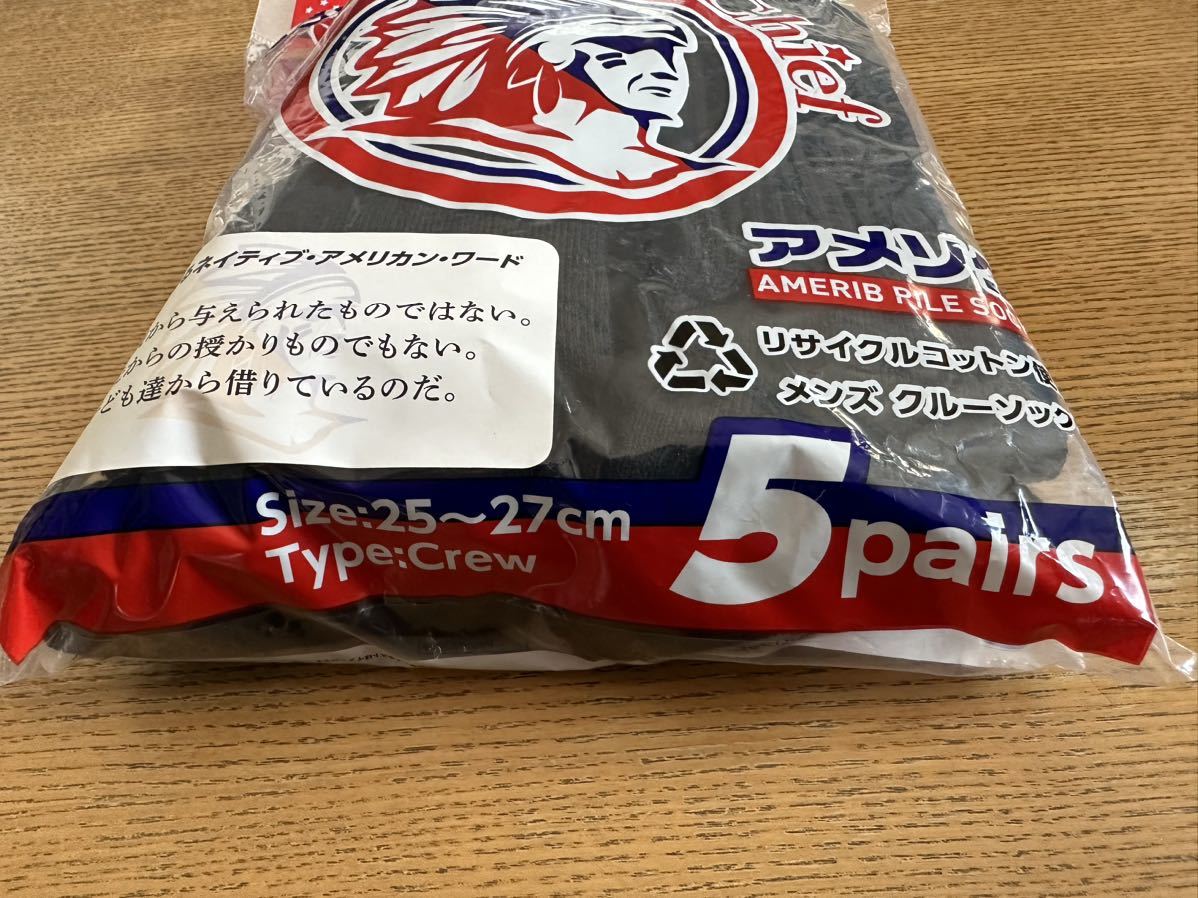 Chief
ネイティブ・アメリカン・ワード
から与えられたものではない。
からの授かりものでもない。
ども達から借りているのだ。
アメリ
AMERIB PILE
リサイクルコットン使
メンズ クルーソック
Size:25～27cm
Type:Crew
5pairs